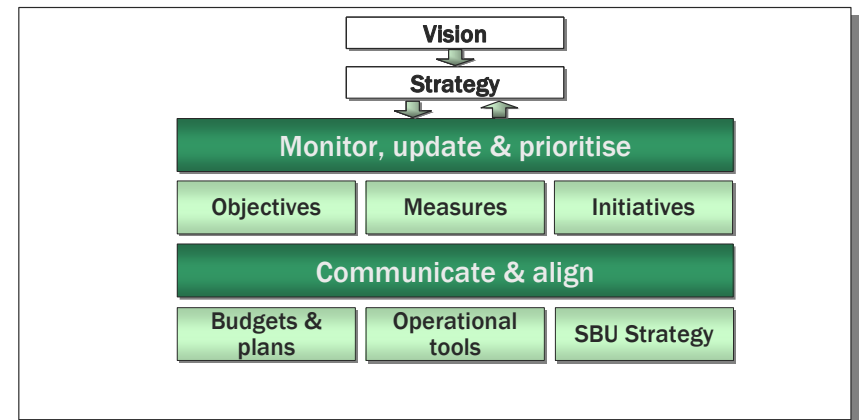 Vision
Strategy
Monitor, update & prioritise
Objectives
Measures
Initiatives
Communicate & align
Budgets &
plans
Operational
tools
SBU Strategy